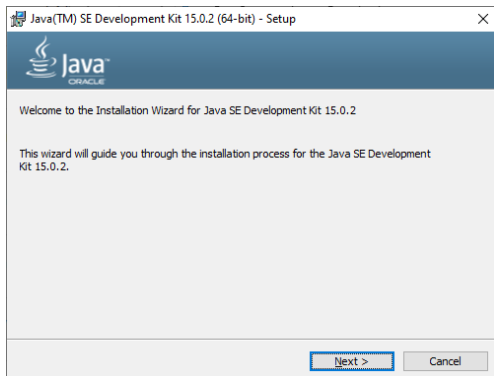 Java(TM) SE Development Kit 15.0.2 (64-bit) - Setup
Java
ORACLE
Welcome to the Installation Wizard for Java SE Development Kit 15.0.2
This wizard will guide you through the installation process for the Java SE Development
Kit 15.0.2.
Next >
Cancel